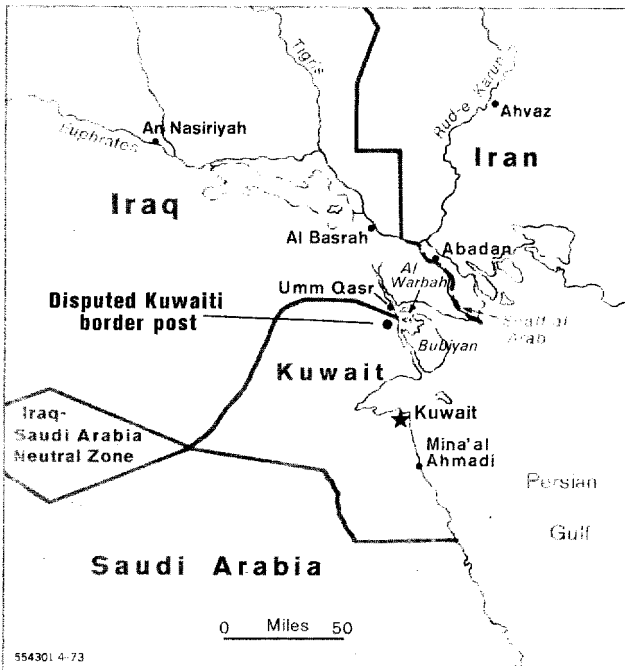 Tigris
Rud-e Karun
Ahvaz
Euphrates
An Nasiriyah
Iran
Iraq
Al Basrah
Abadan
Al
Warbah
Umm Qasr
Disputed Kuwaiti
border post
Shatt al
Arab
Bubiyan
Kuwait
Iraq-
Saudi Arabia
Neutral Zone
Kuwait
Mina'al
Ahmadi
Persian
Gulf
Saudi Arabia
0 Miles 50
554301 4-73